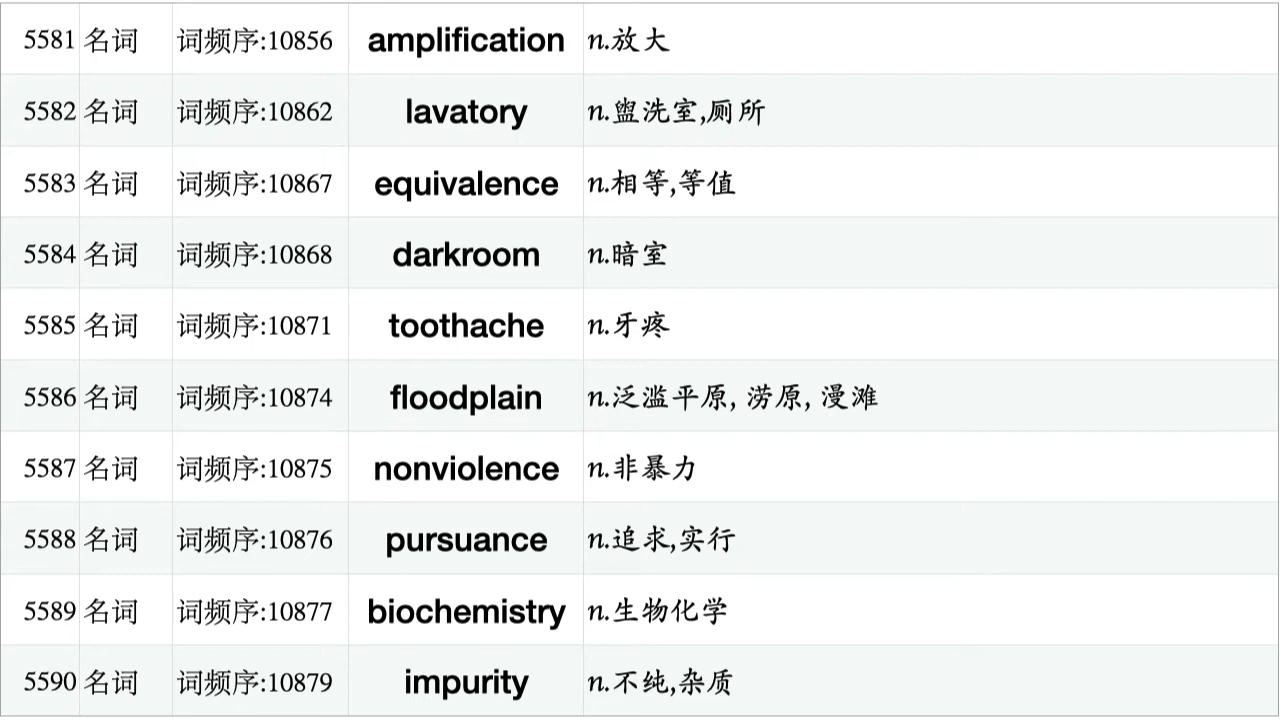 5581 名词 词频序:10856 amplification n.放大
5582 名词 词频序:10862 lavatory n.盥洗室,厕所
5583 名词 词频序:10867 equivalence n.相等,等值
5584 名词 词频序:10868 darkroom n.暗室
5585 名词 词频序:10871 toothache n.牙疼
5586 名词 词频序:10874 floodplain n.泛滥平原, 涝原, 漫滩
5587 名词 词频序:10875 nonviolence n.非暴力
5588 名词 词频序:10876 pursuance n.追求,实行
5589 名词 词频序:10877 biochemistry n.生物化学
5590 名词 词频序:10879 impurity n.不纯,杂质